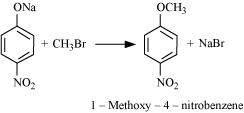 ONa OCH₃
+ CH₃Br + NaBr
NO₂ NO₂
1 – Methoxy – 4 – nitrobenzene